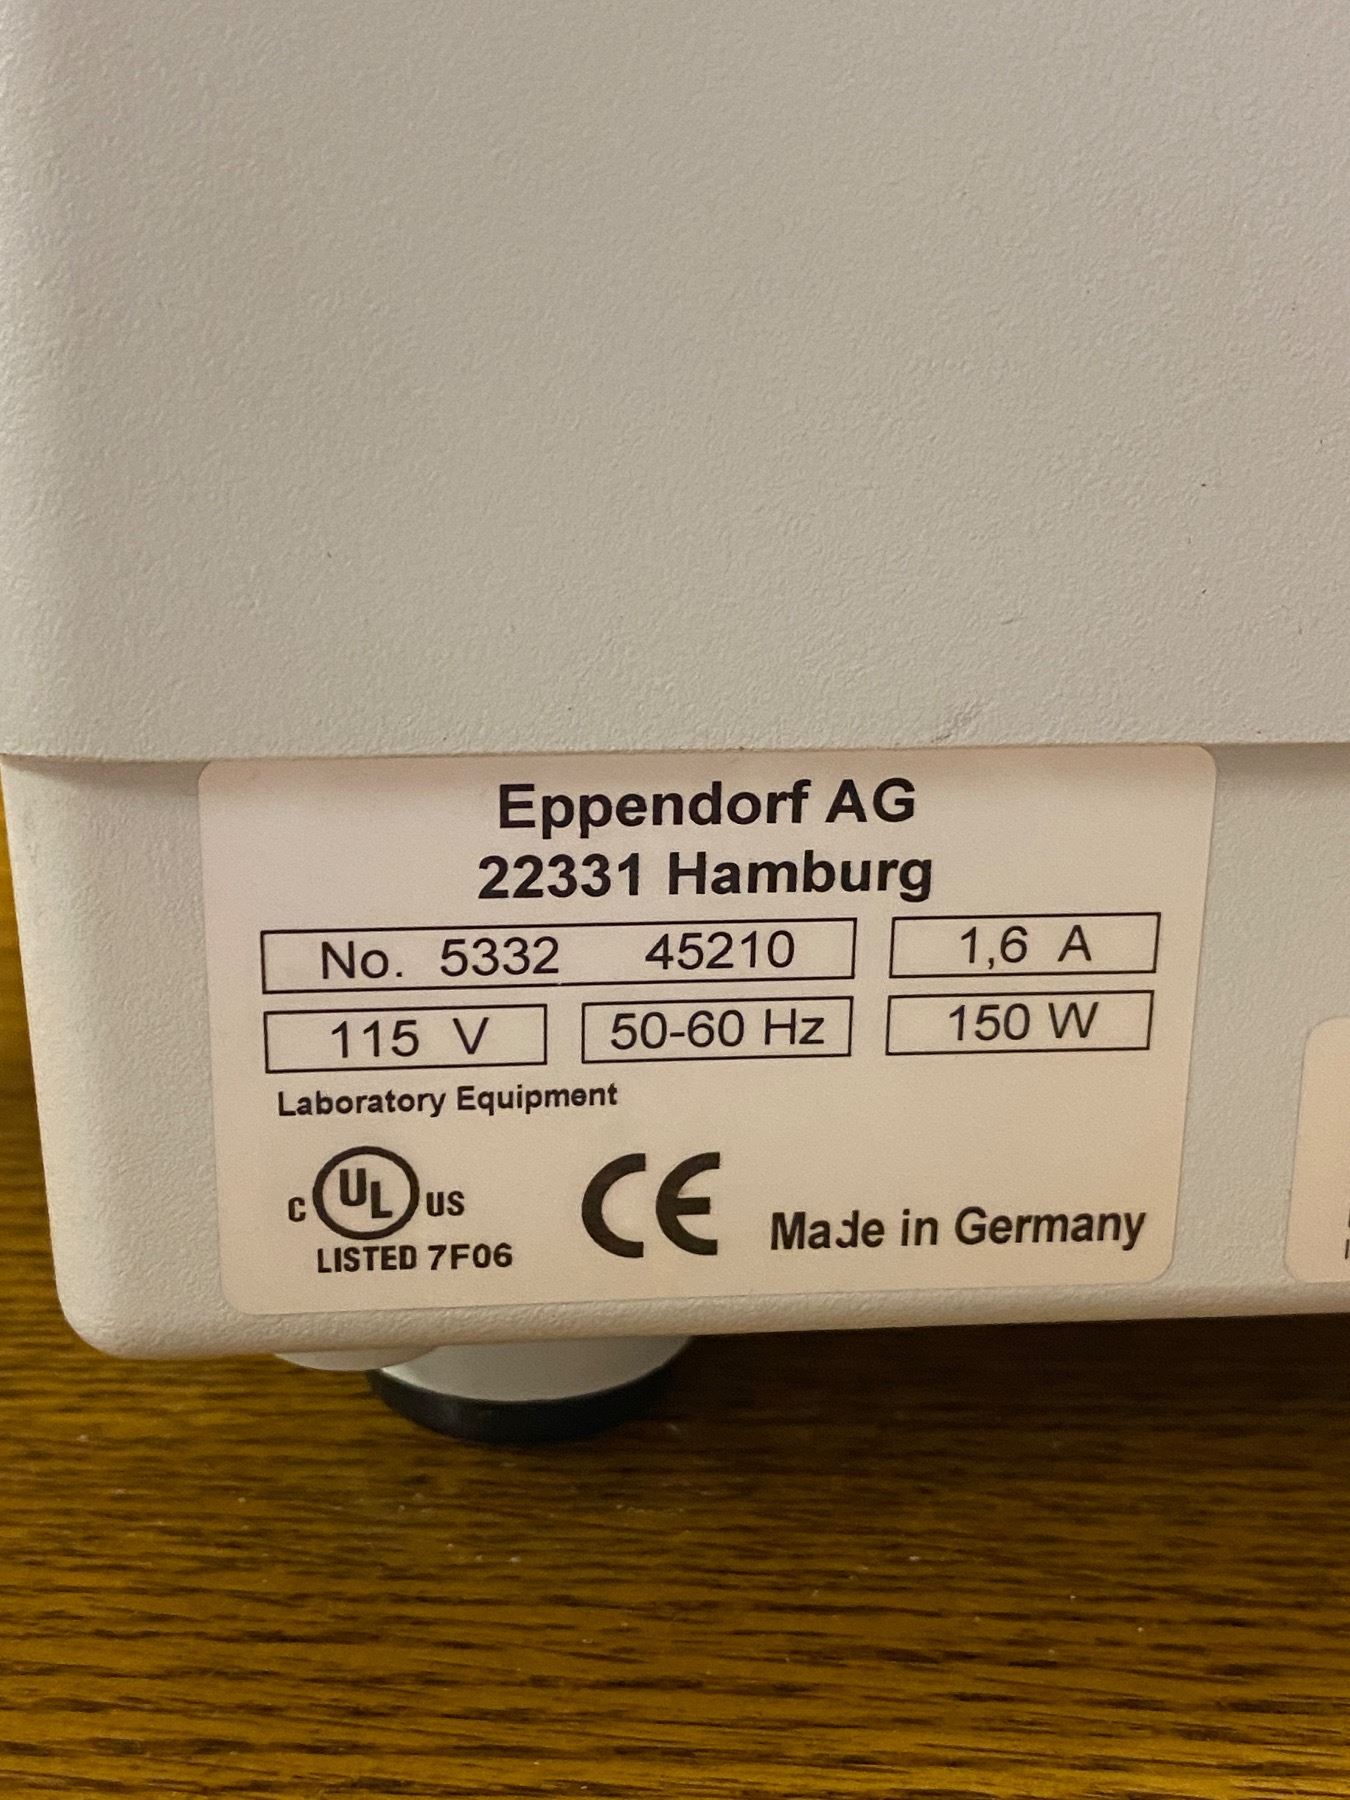 Eppendorf AG
22331 Hamburg
No. 5332 45210 1,6 A
115 V 50-60 Hz 150 W
Laboratory Equipment
C UL US CE Made in Germany
LISTED 7F06